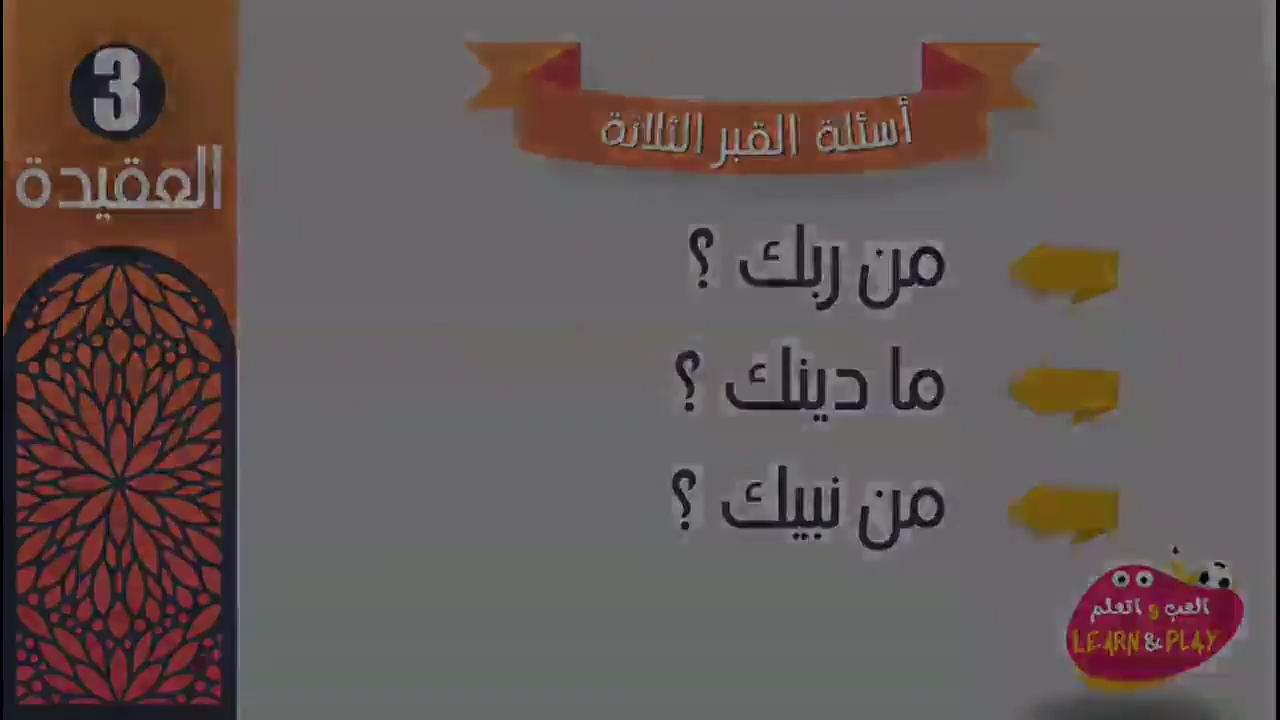 3
العقيدة
أسئلة القبر الثلاثة
من ربك ؟
ما دينك ؟
من نبيك ؟
العب و اتعلم
LEARN & PLAY